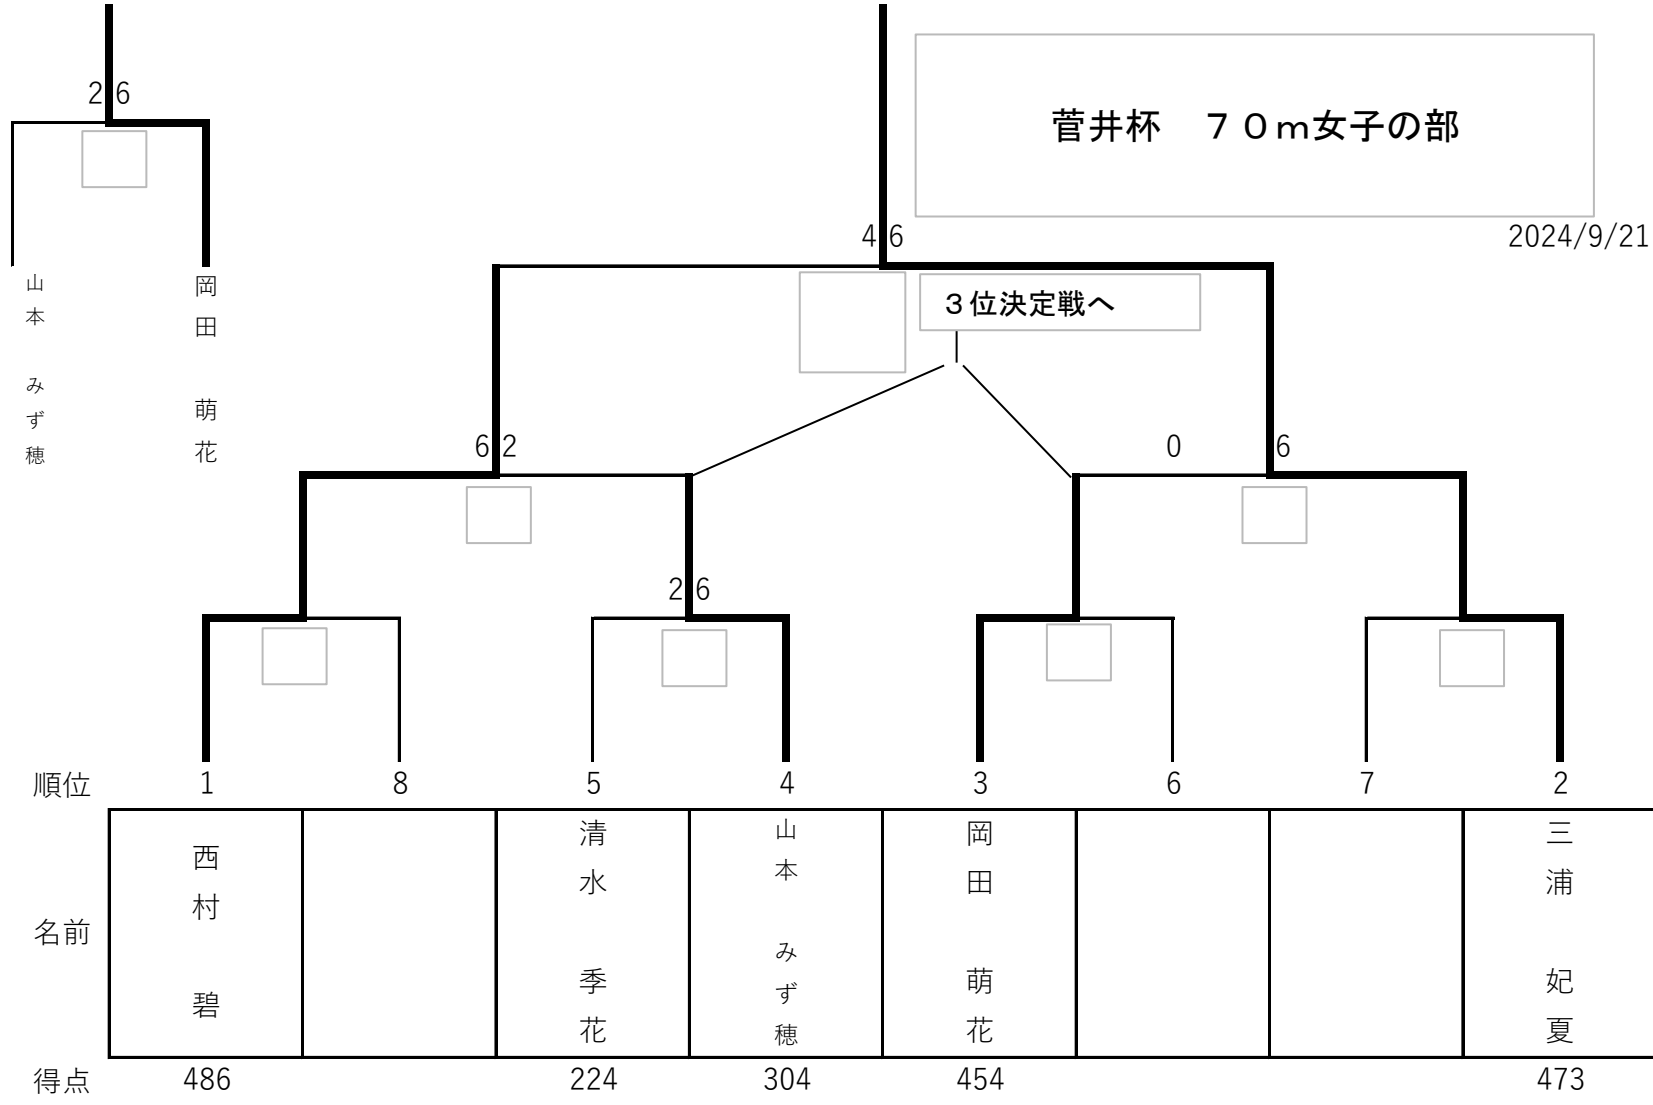 2 6
菅井杯　７０ｍ女子の部
4 6
2024/9/21
３位決定戦へ
山本　みず穂
岡田　萌花
6 2
0 6
2 6
順位 1 8 5 4 3 6 7 2
名前 西村　碧 清水　季花 山本　みず穂 岡田　萌花 三浦　妃夏
得点 486 224 304 454 473